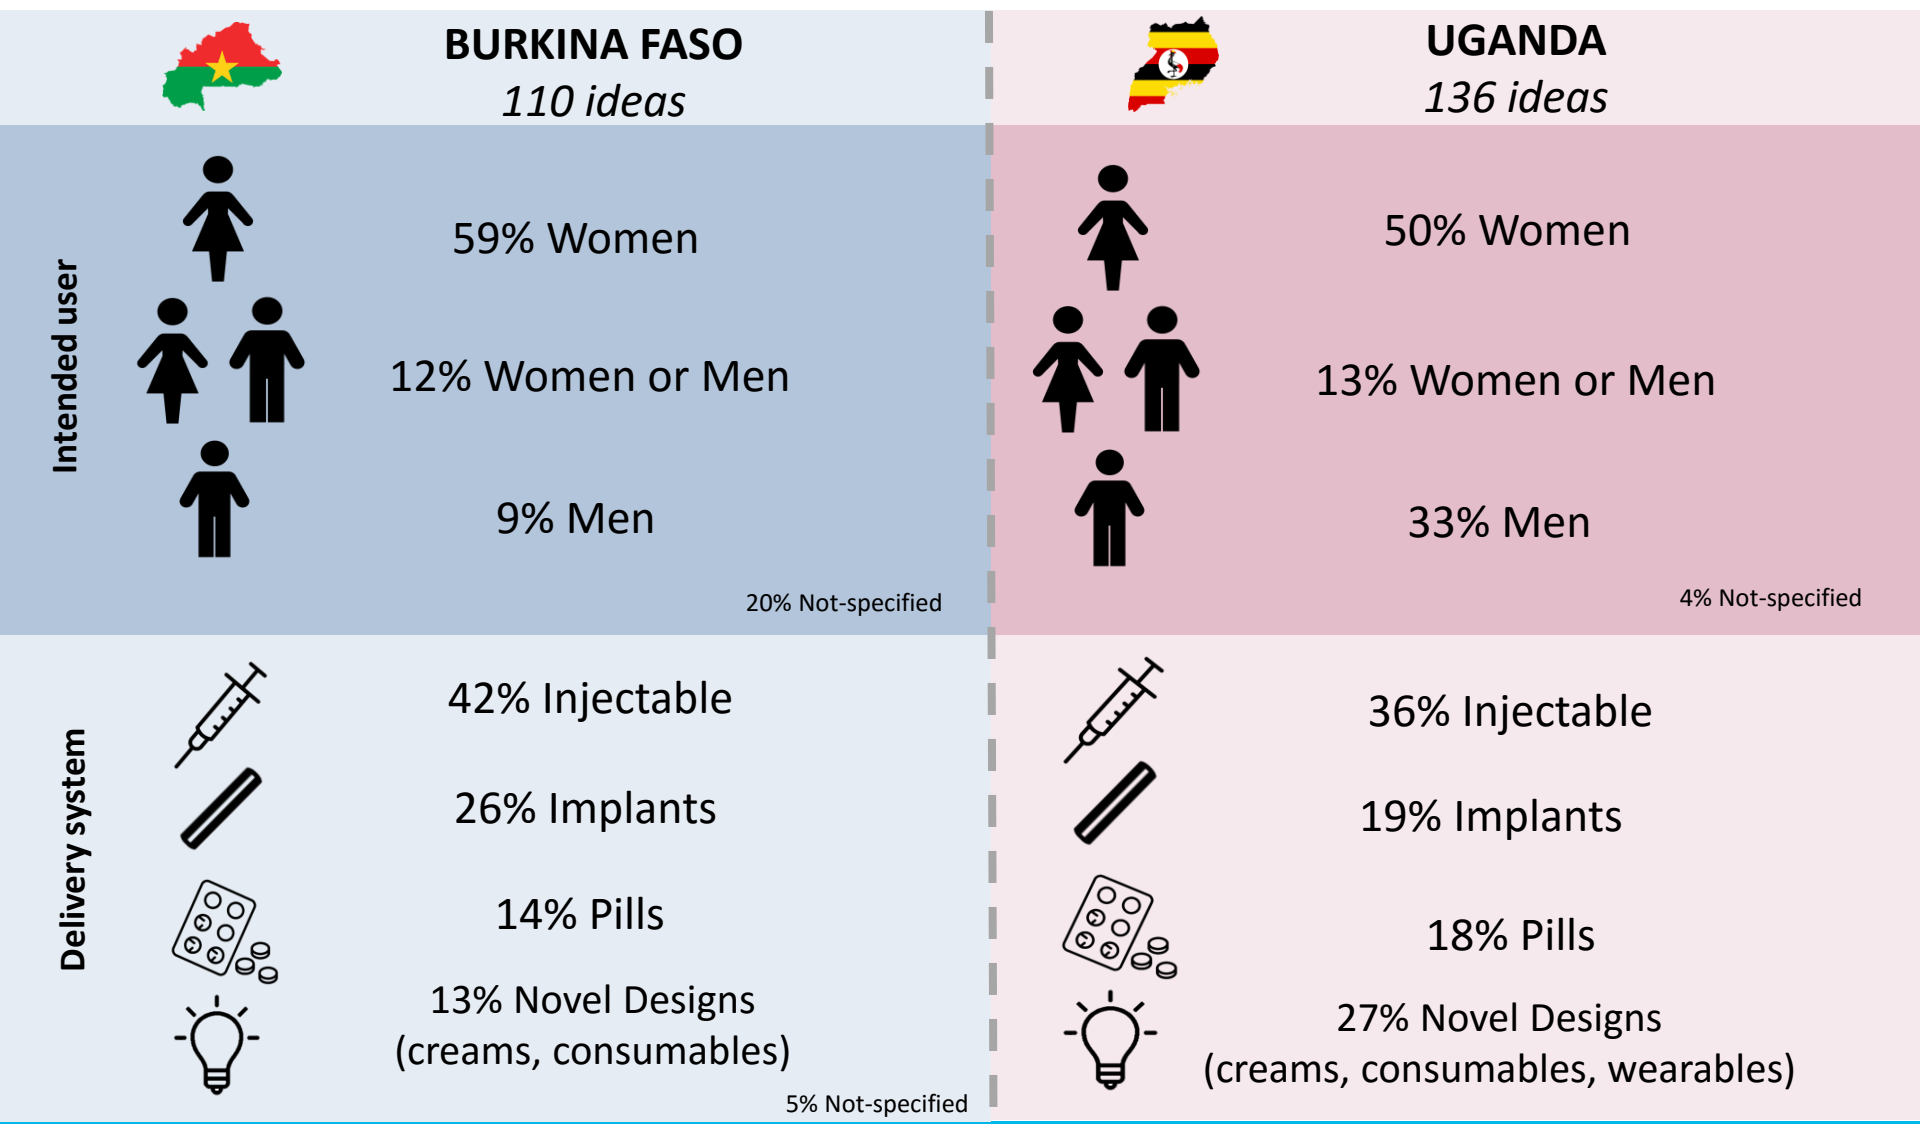 BURKINA FASO
110 ideas
UGANDA
136 ideas
Intended user
59% Women
12% Women or Men
9% Men
20% Not-specified
50% Women
13% Women or Men
33% Men
4% Not-specified
Delivery system
42% Injectable
26% Implants
14% Pills
13% Novel Designs
(creams, consumables)
5% Not-specified
36% Injectable
19% Implants
18% Pills
27% Novel Designs
(creams, consumables, wearables)